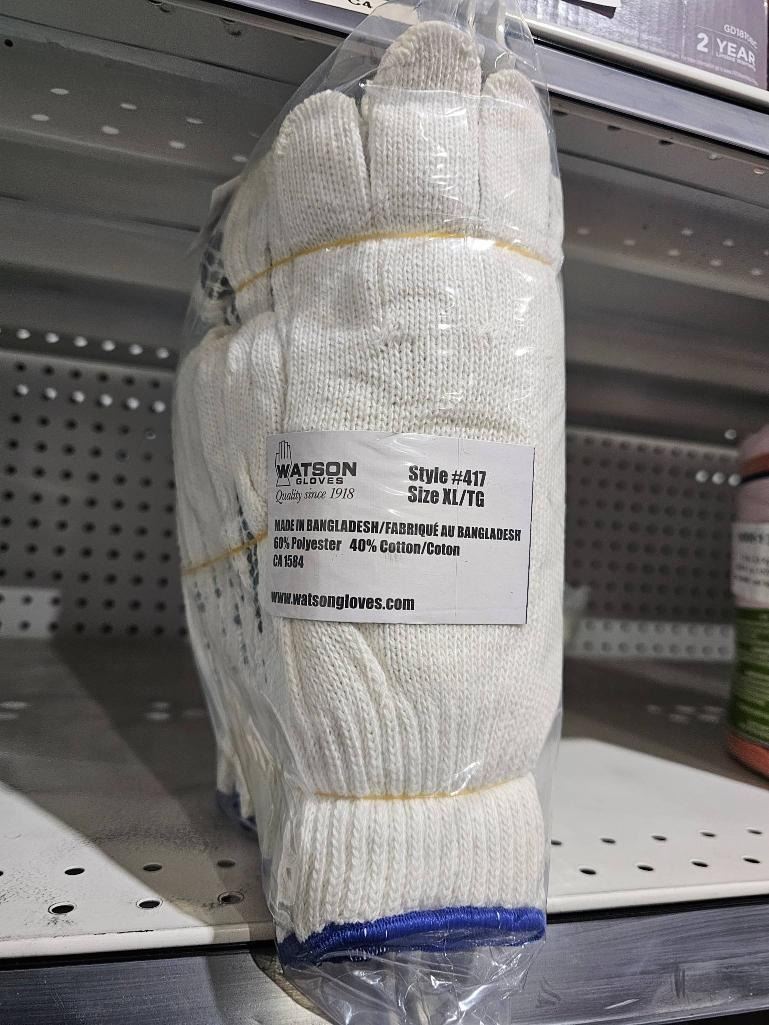 C4
2 YEAR
WATSON
GLOVES
Quality since 1918
Style #417
Size XL/TG
MADE IN BANGLADESH/FABRIQUÉ AU BANGLADESH
60% Polyester 40% Cotton/Coton
CA 1584
www.watsongloves.com